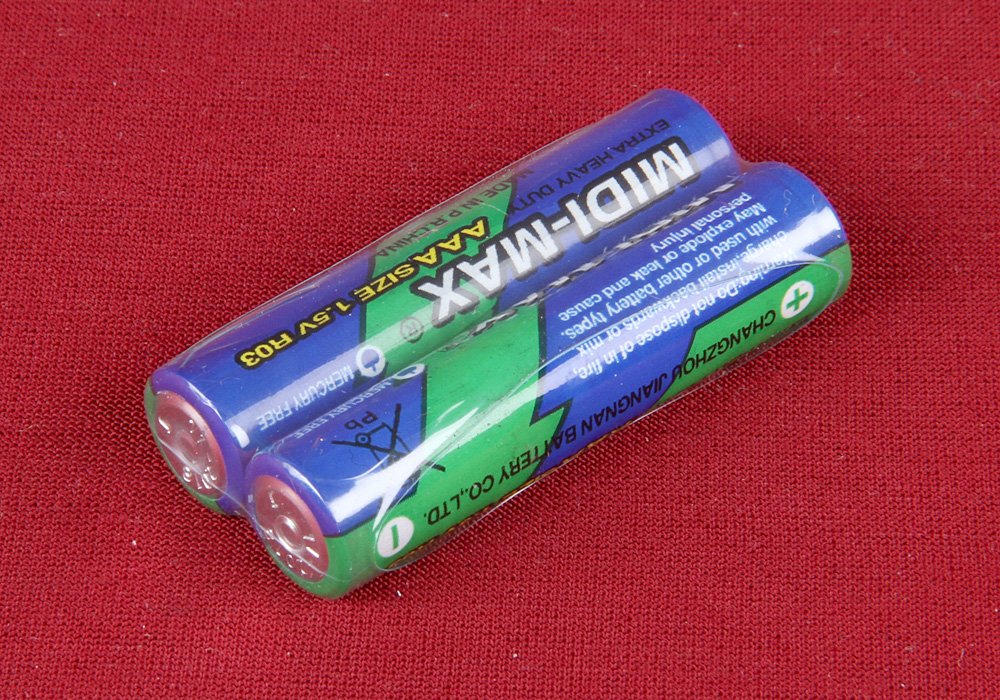 EXTRA HEAVY DUTY
MADE IN P.R.CHINA
MIDI-MAX®
AAA SIZE 1.5V R03
MERCURY FREE
MERCURY FREE
Pb
Warning:Do not dispose of in fire,
charge,install backwards or mix
with used or other battery types.
May explode or leak and cause
personal injury
+
CHANGZHOU JIANGNAN BATTERY CO.,LTD.
−